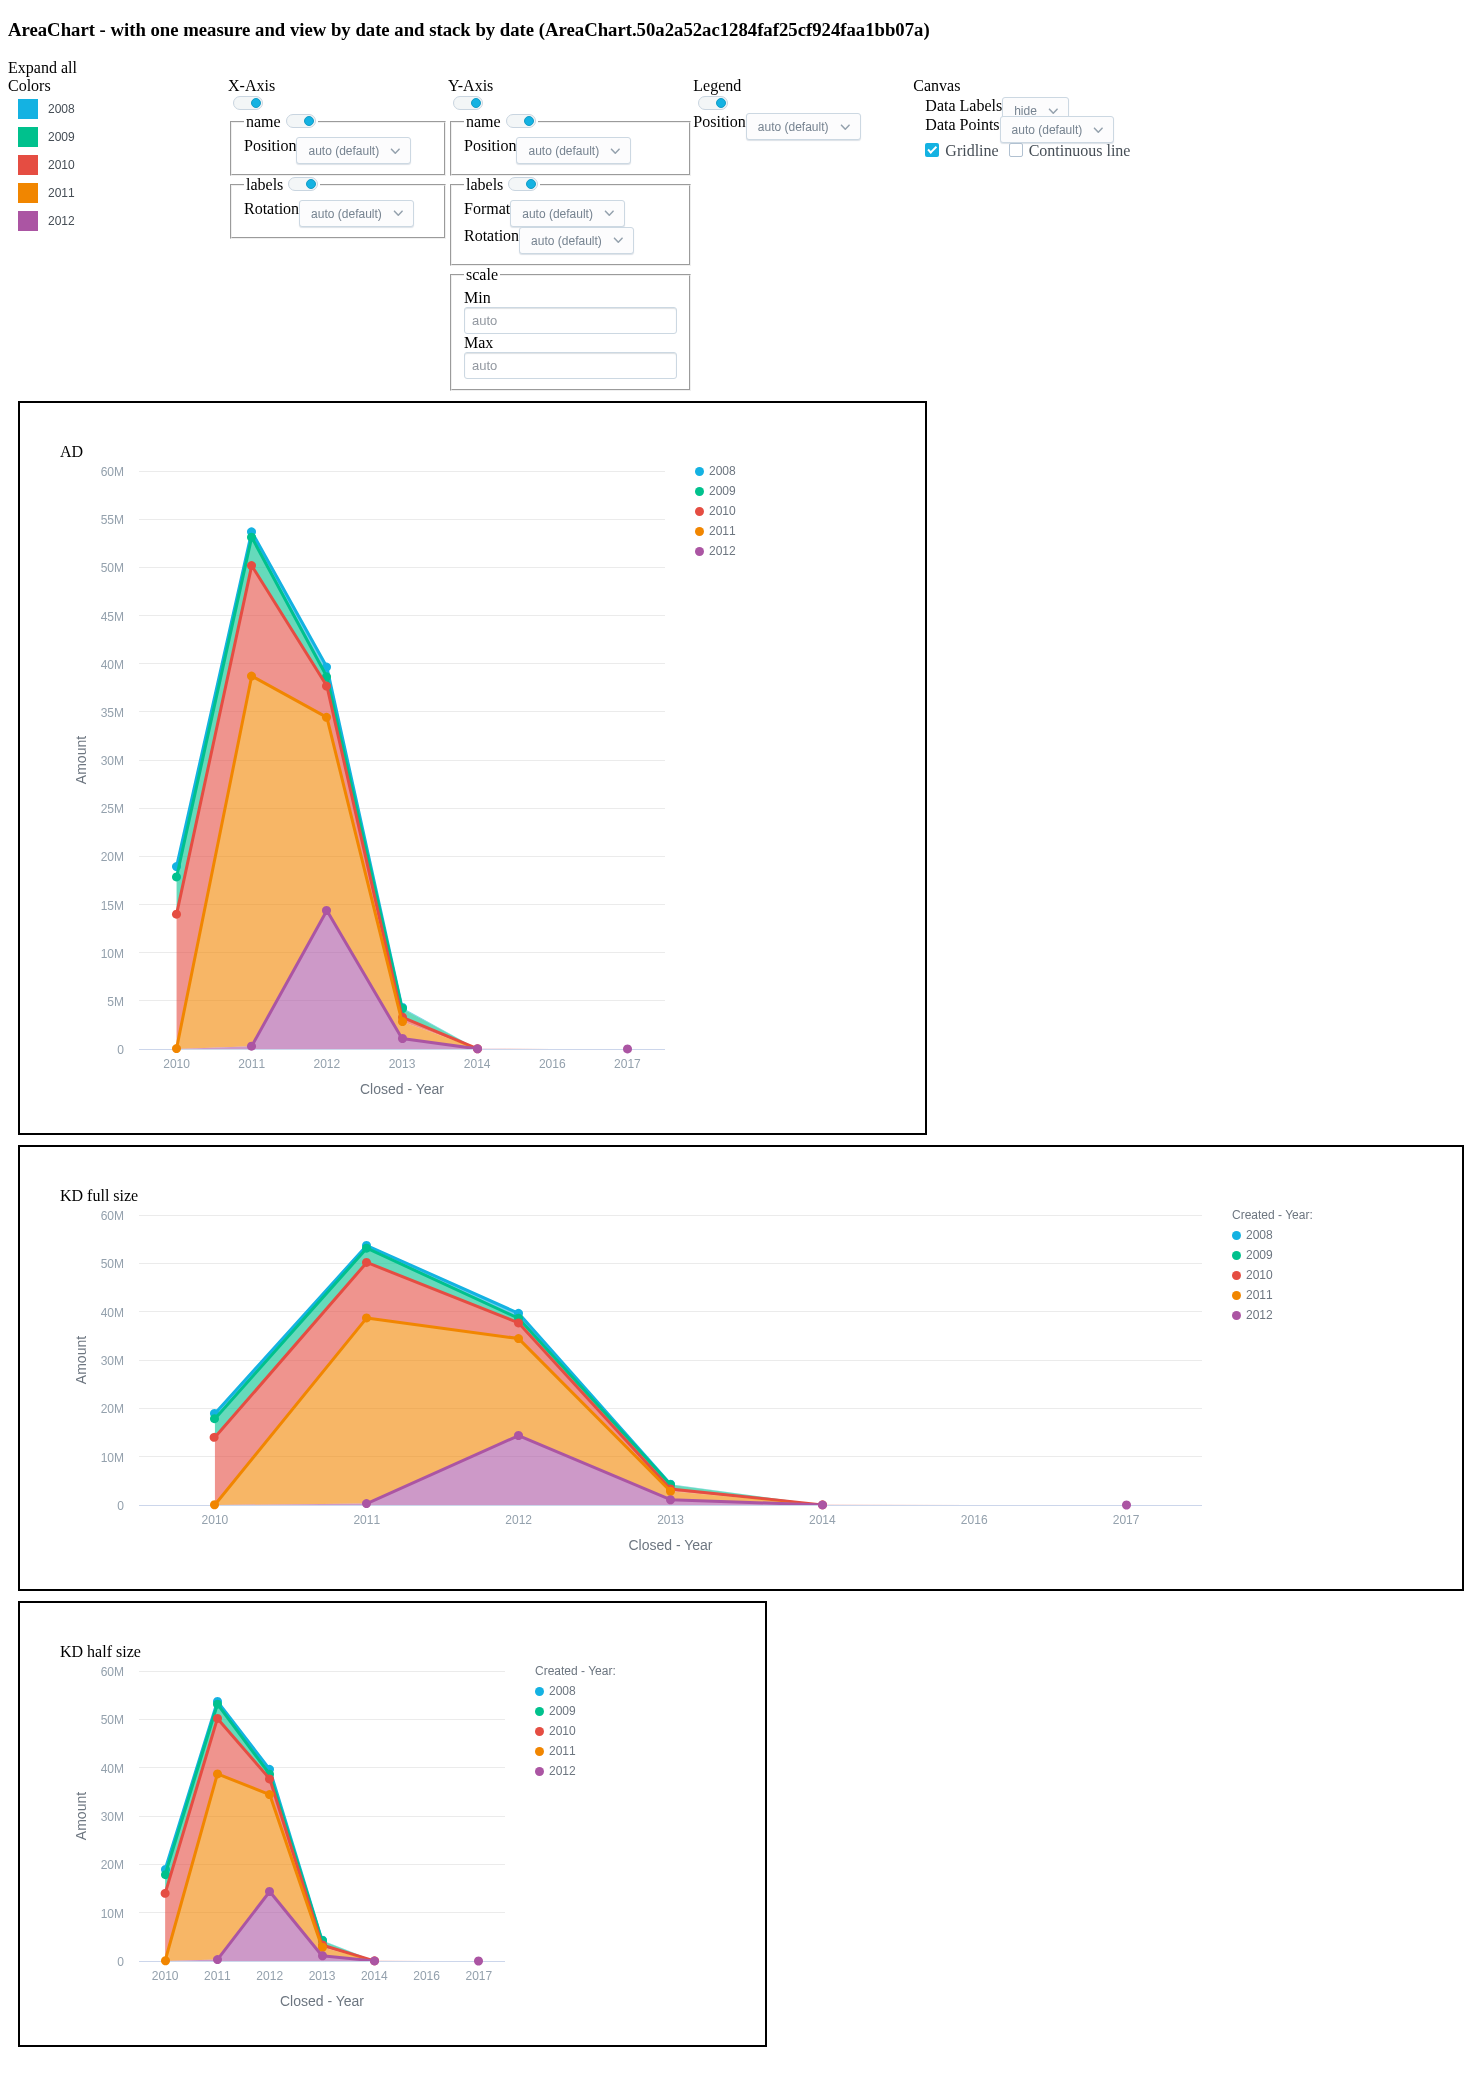 AreaChart - with one measure and view by date and stack by date (AreaChart.50a2a52ac1284faf25cf924faa1bb07a)
Expand all
Colors
2008
2009
2010
2011
2012
X-Axis
name
Position auto (default)
labels
Rotation auto (default)
Y-Axis
name
Position auto (default)
labels
Format auto (default)
Rotation auto (default)
scale
Min
auto
Max
auto
Legend
Position auto (default)
Canvas
Data Labels hide
Data Points auto (default)
Gridline Continuous line
AD
60M
55M
50M
45M
40M
35M
30M
25M
20M
15M
10M
5M
0
Amount
2010 2011 2012 2013 2014 2016 2017
Closed - Year
2008
2009
2010
2011
2012
KD full size
60M
50M
40M
30M
20M
10M
0
Amount
2010 2011 2012 2013 2014 2016 2017
Closed - Year
Created - Year:
2008
2009
2010
2011
2012
KD half size
60M
50M
40M
30M
20M
10M
0
Amount
2010 2011 2012 2013 2014 2016 2017
Closed - Year
Created - Year:
2008
2009
2010
2011
2012